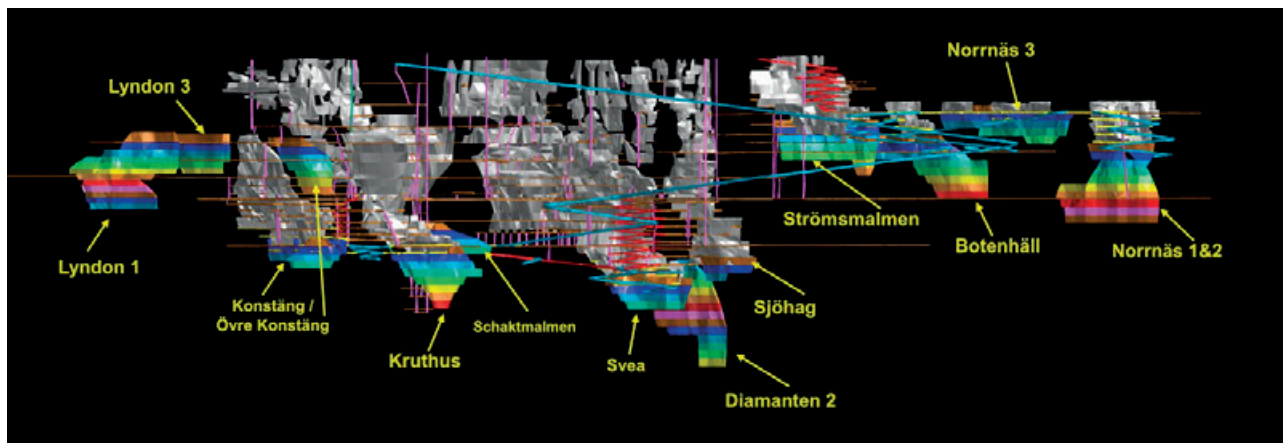 Lyndon 3
Norrnäs 3
Strömsmalmen
Botenhäll
Norrnäs 1&2
Lyndon 1
Konstäng /
Övre Konstäng
Schaktmalmen
Sjöhag
Kruthus
Svea
Diamanten 2